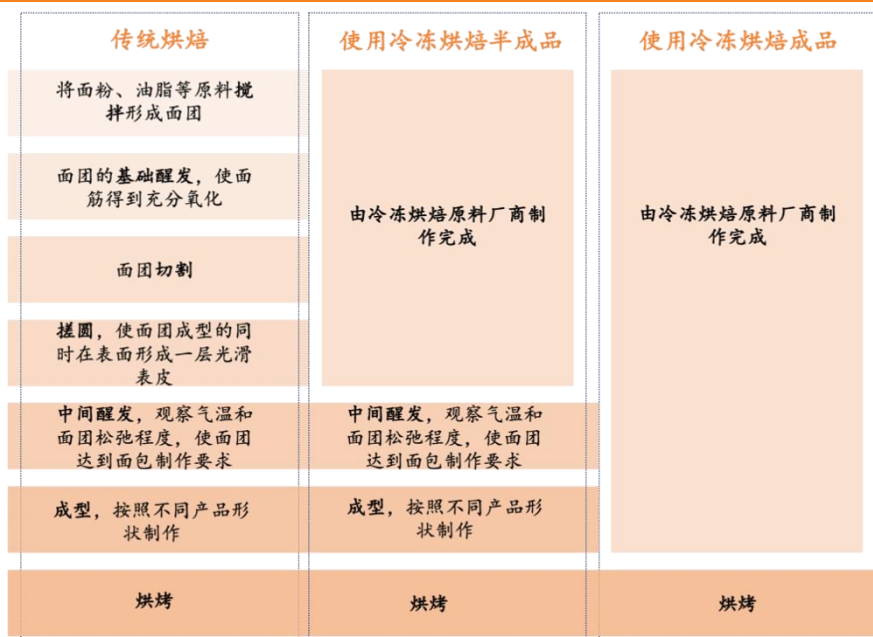 传统烘焙
使用冷冻烘焙半成品
使用冷冻烘焙成品
将面粉、油脂等原料搅
拌形成面团
面团的基础醒发，使面
筋得到充分氧化
面团切割
搓圆，使面团成型的同
时在表面形成一层光滑
表皮
中间醒发，观察气温和
面团松弛程度，使面团
达到面包制作要求
成型，按照不同产品形
状制作
烘烤
由冷冻烘焙原料厂商制
作完成
中间醒发，观察气温和
面团松弛程度，使面团
达到面包制作要求
成型，按照不同产品形
状制作
烘烤
由冷冻烘焙原料厂商制
作完成
烘烤